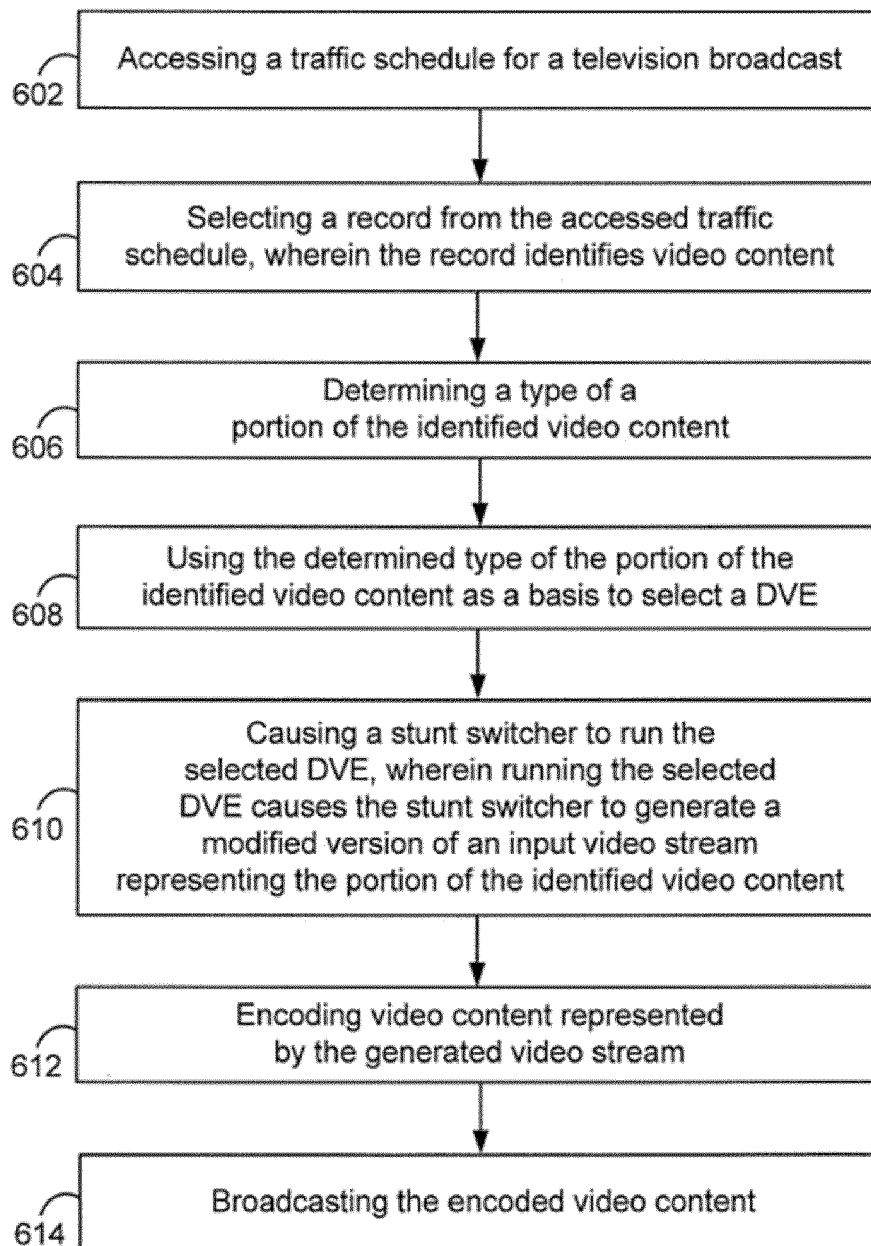 Accessing a traffic schedule for a television broadcast
602
Selecting a record from the accessed traffic
schedule, wherein the record identifies video content
604
Determining a type of a
portion of the identified video content
606
Using the determined type of the portion of the
identified video content as a basis to select a DVE
608
Causing a stunt switcher to run the
selected DVE, wherein running the selected
DVE causes the stunt switcher to generate a
modified version of an input video stream
representing the portion of the identified video content
610
Encoding video content represented
by the generated video stream
612
Broadcasting the encoded video content
614